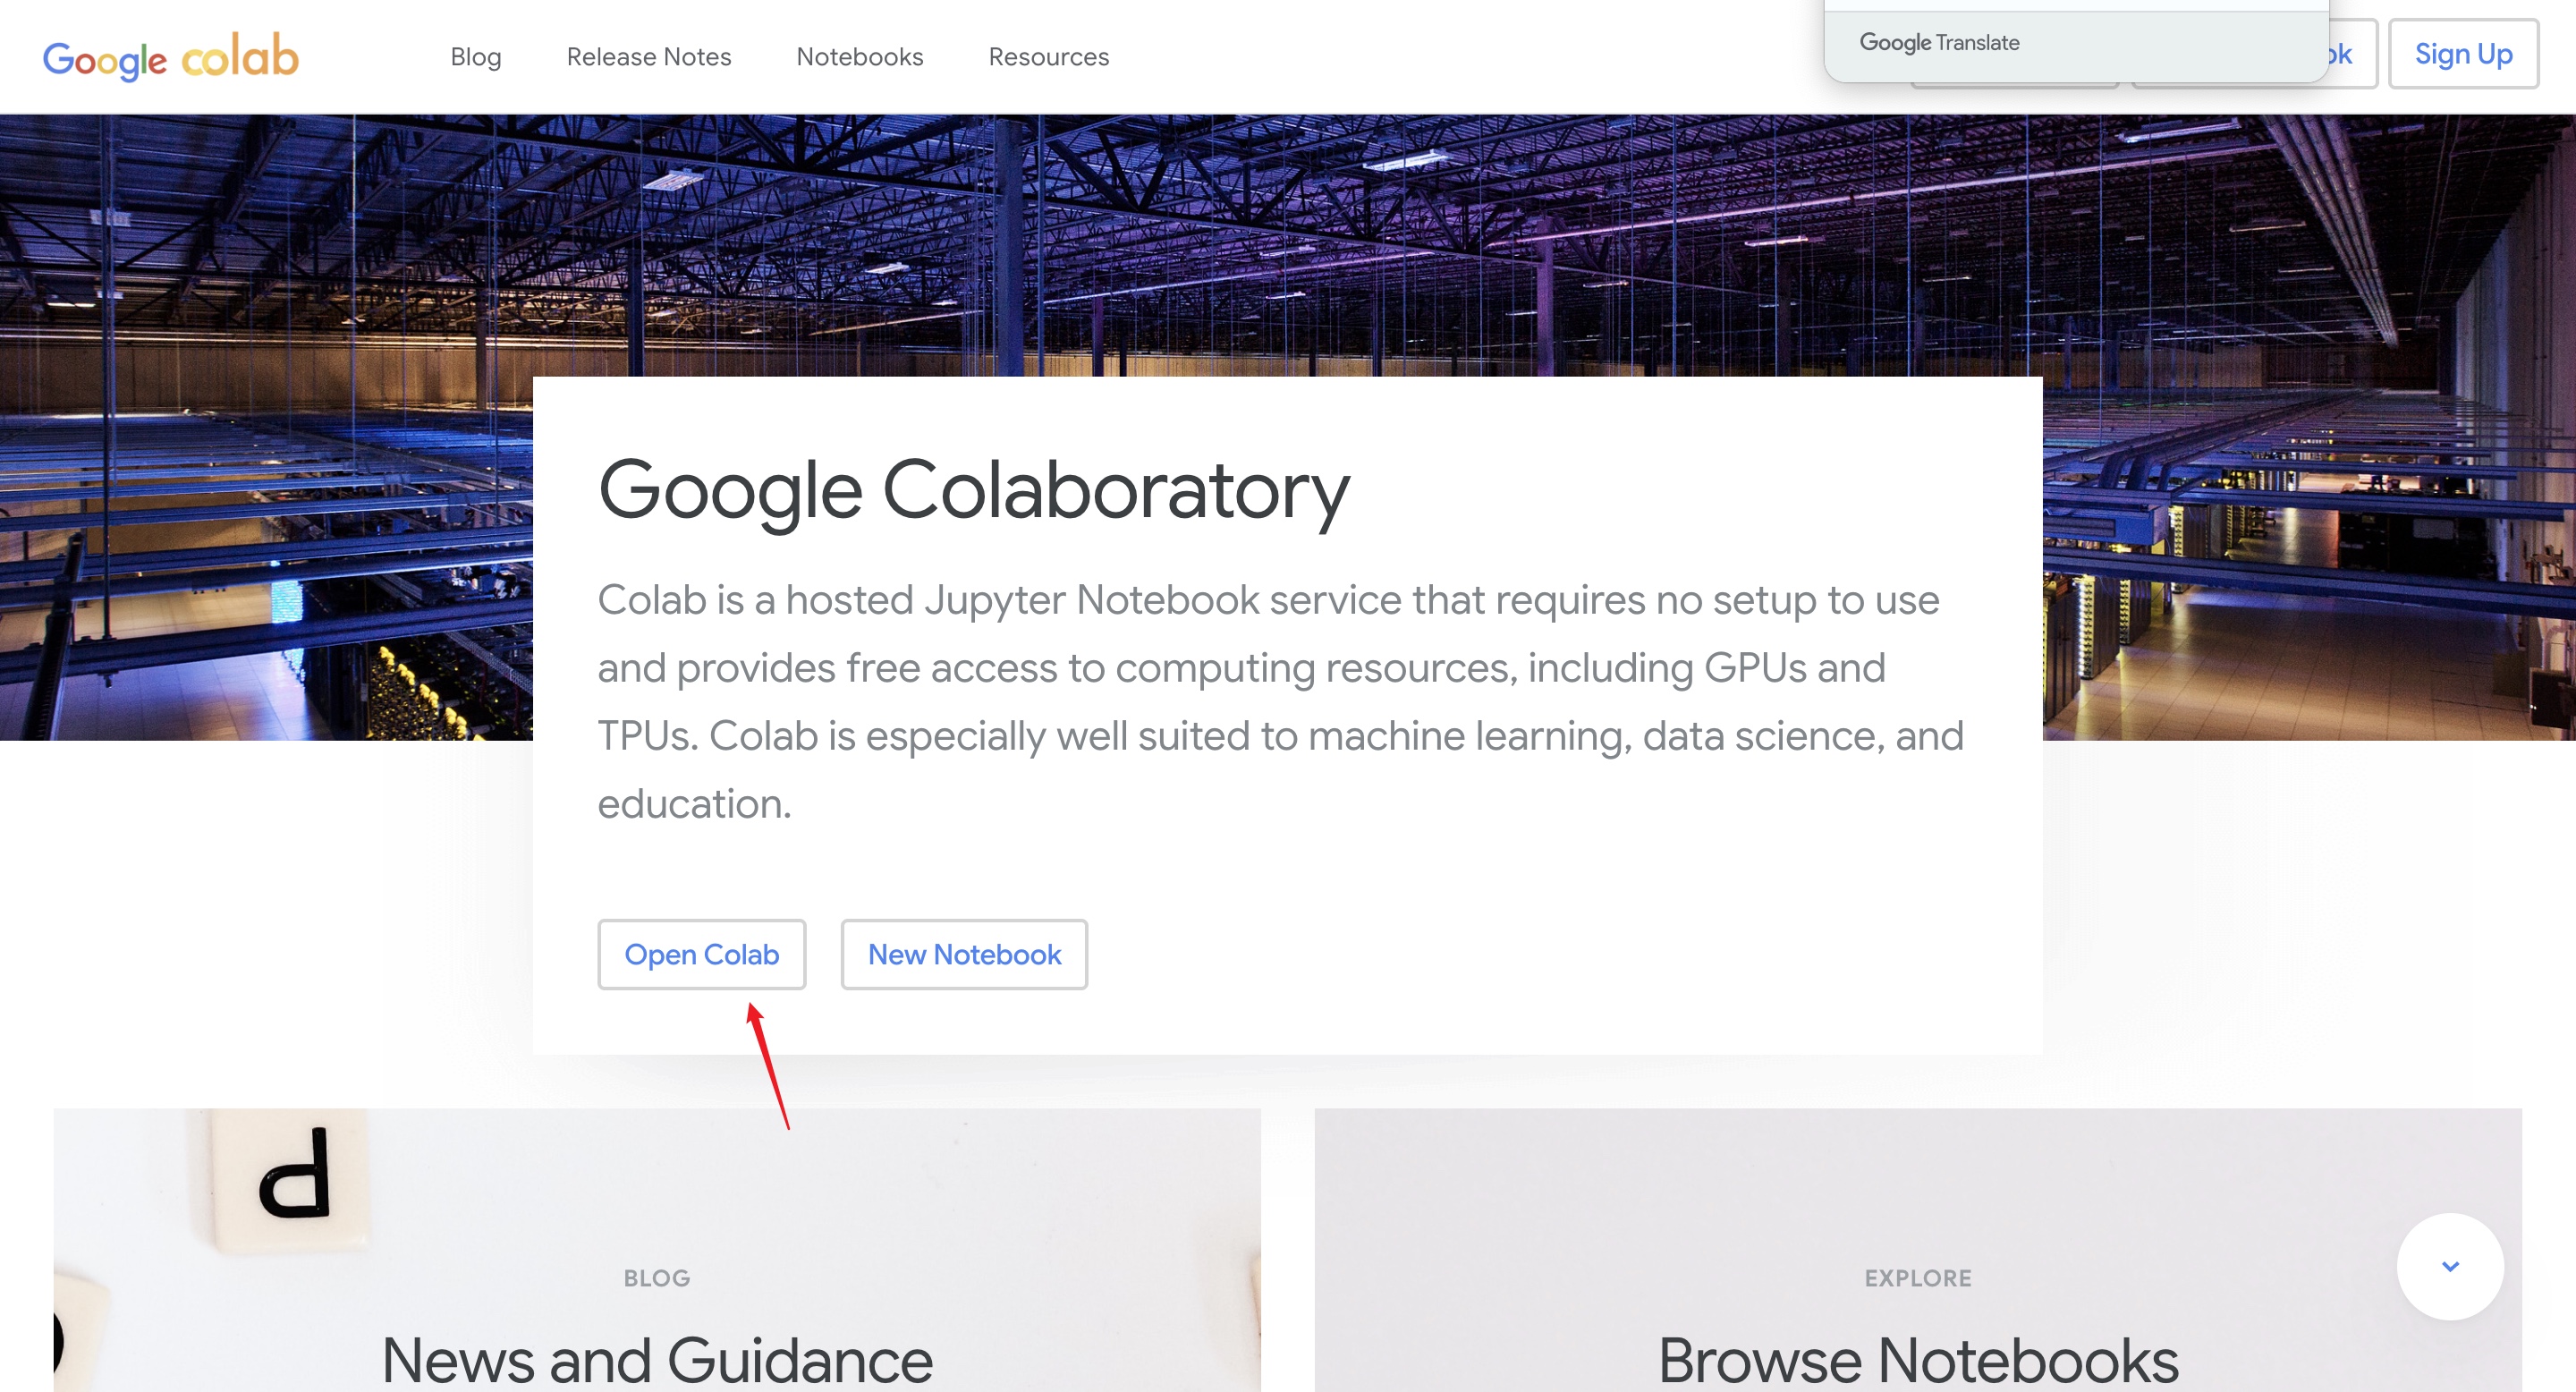 Google colab
Blog
Release Notes
Notebooks
Resources
Google Translate
Sign Up
Google Colaboratory
Colab is a hosted Jupyter Notebook service that requires no setup to use
and provides free access to computing resources, including GPUs and
TPUs. Colab is especially well suited to machine learning, data science, and
education.
Open Colab
New Notebook
BLOG
News and Guidance
EXPLORE
Browse Notebooks